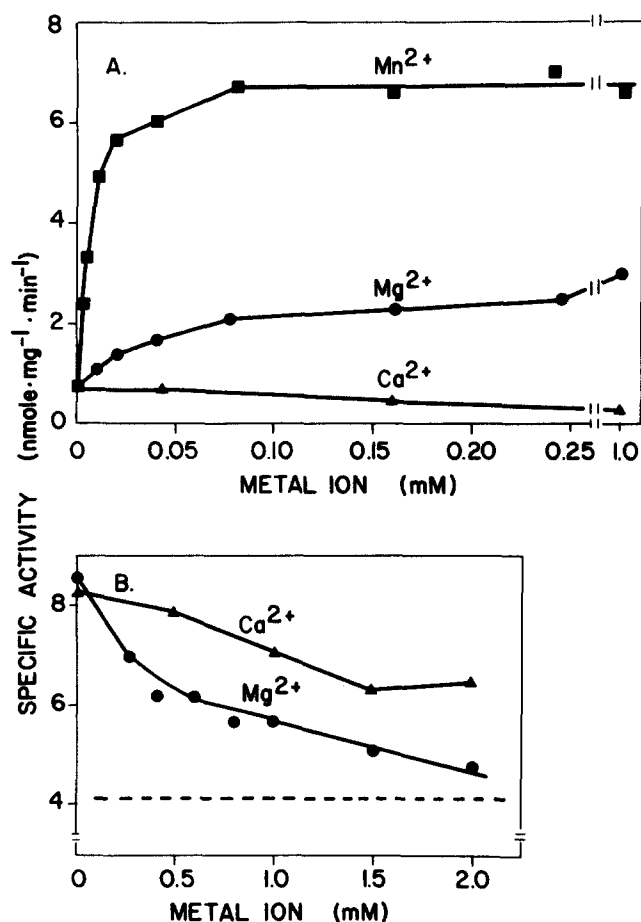 8
A.
Mn2+
6
4
Mg2+
2
Ca2+
0
0 0.05 0.10 0.15 0.20 0.25 1.0
METAL ION (mM)
SPECIFIC ACTIVITY (nmole·mg-1·min-1)
B.
8
Ca2+
6
Mg2+
4
0 0.5 1.0 1.5 2.0
METAL ION (mM)